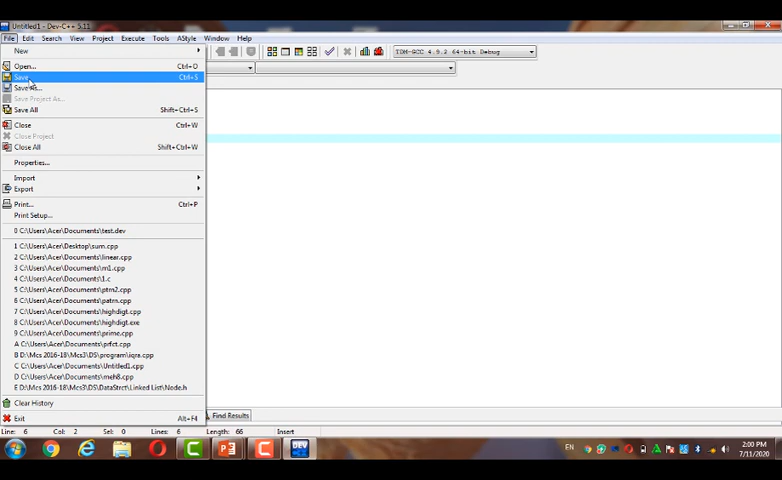 Untitled1 - Dev-C++ 5.11
File Edit Search View Project Execute Tools AStyle Window Help
New
TDM-GCC 4.9.2 64-bit Debug
Open... Ctrl+O
Save Ctrl+S
Save As...
Save Project As...
Save All Shift+Ctrl+S
Close Ctrl+W
Close Project
Close All Shift+Ctrl+W
Properties...
Import
Export
Print... Ctrl+P
Print Setup...
0 C:\Users\Acer\Documents\test.dev
1 C:\Users\Acer\Desktop\sum.cpp
2 C:\Users\Acer\Documents\linear.cpp
3 C:\Users\Acer\Documents\m1.cpp
4 C:\Users\Acer\Documents\1.c
5 C:\Users\Acer\Documents\ptrn2.cpp
6 C:\Users\Acer\Documents\patrn.cpp
7 C:\Users\Acer\Documents\highdigt.cpp
8 C:\Users\Acer\Documents\highdigt.exe
9 C:\Users\Acer\Documents\prime.cpp
A C:\Users\Acer\Documents\prfct.cpp
B D:\Mcs 2016-18\Mcs3\DS\program\iqra.cpp
C C:\Users\Acer\Documents\Untitled1.cpp
D C:\Users\Acer\Documents\meh8.cpp
E D:\Mcs 2016-18\Mcs3\DS\DataStrct\Linked List\Node.h
Clear History
Find Results
Exit Alt+F4
Line: 6 Col: 2 Sel: 0 Lines: 6 Length: 66 Insert
DEV
EN
2:00 PM
7/11/2020